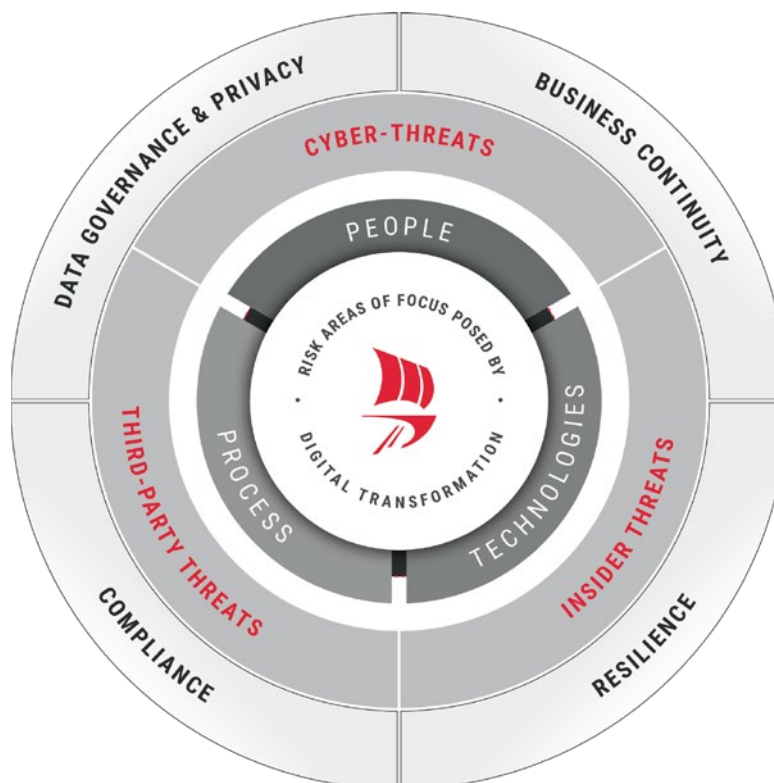 DATA GOVERNANCE & PRIVACY
BUSINESS CONTINUITY
CYBER-THREATS
PEOPLE
RISK AREAS OF FOCUS POSED BY
DIGITAL TRANSFORMATION
PROCESS
TECHNOLOGIES
THIRD-PARTY THREATS
INSIDER THREATS
COMPLIANCE
RESILIENCE